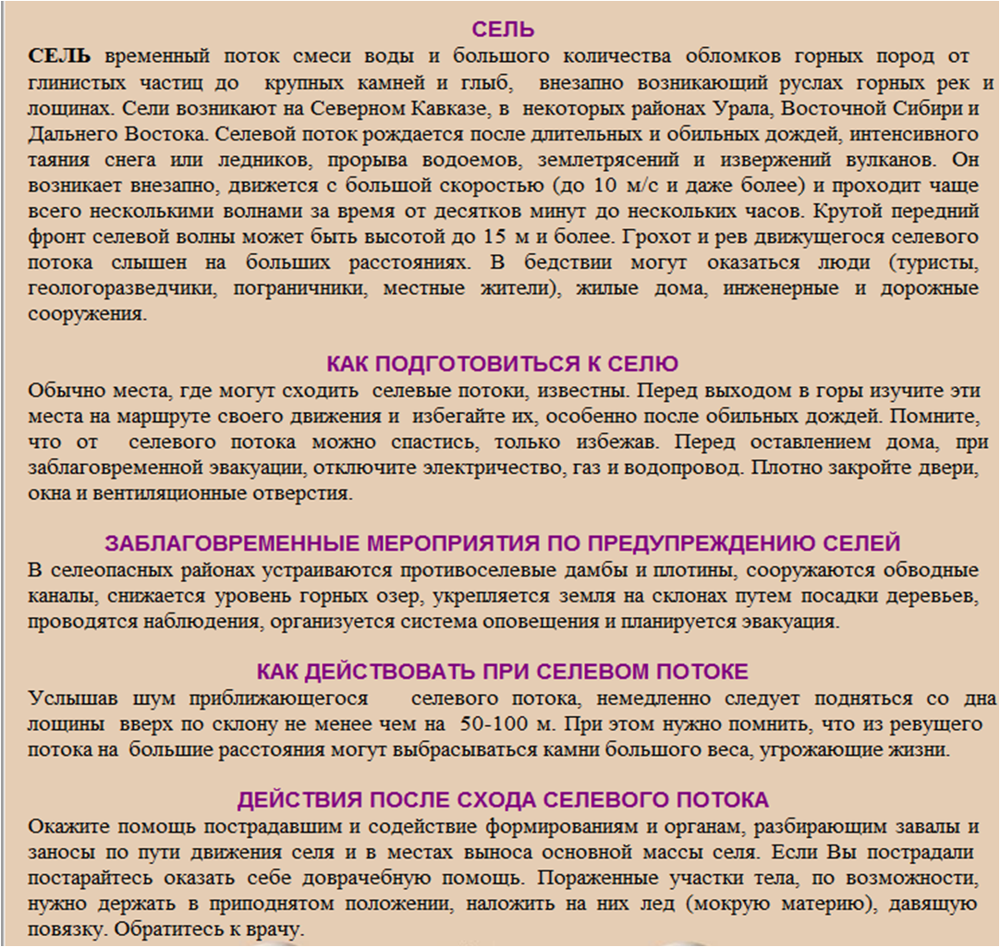 СЕЛЬ
СЕЛЬ временный поток смеси воды и большого количества обломков горных пород от
глинистых частиц до крупных камней и глыб, внезапно возникающий руслах горных рек и
лощинах. Сели возникают на Северном Кавказе, в некоторых районах Урала, Восточной Сибири и
Дальнего Востока. Селевой поток рождается после длительных и обильных дождей, интенсивного
таяния снега или ледников, прорыва водоемов, землетрясений и извержений вулканов. Он
возникает внезапно, движется с большой скоростью (до 10 м/с и даже более) и проходит чаще
всего несколькими волнами за время от десятков минут до нескольких часов. Крутой передний
фронт селевой волны может быть высотой до 15 м и более. Грохот и рев движущегося селевого
потока слышен на больших расстояниях. В бедствии могут оказаться люди (туристы,
геологоразведчики, пограничники, местные жители), жилые дома, инженерные и дорожные
сооружения.
КАК ПОДГОТОВИТЬСЯ К СЕЛЮ
Обычно места, где могут сходить селевые потоки, известны. Перед выходом в горы изучите эти
места на маршруте своего движения и избегайте их, особенно после обильных дождей. Помните,
что от селевого потока можно спастись, только избежав. Перед оставлением дома, при
заблаговременной эвакуации, отключите электричество, газ и водопровод. Плотно закройте двери,
окна и вентиляционные отверстия.
ЗАБЛАГОВРЕМЕННЫЕ МЕРОПРИЯТИЯ ПО ПРЕДУПРЕЖДЕНИЮ СЕЛЕЙ
В селеопасных районах устраиваются противоселевые дамбы и плотины, сооружаются обводные
каналы, снижается уровень горных озер, укрепляется земля на склонах путем посадки деревьев,
проводятся наблюдения, организуется система оповещения и планируется эвакуация.
КАК ДЕЙСТВОВАТЬ ПРИ СЕЛЕВОМ ПОТОКЕ
Услышав шум приближающегося селевого потока, немедленно следует подняться со дна
лощины вверх по склону не менее чем на 50-100 м. При этом нужно помнить, что из ревущего
потока на большие расстояния могут выбрасываться камни большого веса, угрожающие жизни.
ДЕЙСТВИЯ ПОСЛЕ СХОДА СЕЛЕВОГО ПОТОКА
Окажите помощь пострадавшим и содействие формированиям и органам, разбирающим завалы и
заносы по пути движения селя и в местах выноса основной массы селя. Если Вы пострадали
постарайтесь оказать себе доврачебную помощь. Пораженные участки тела, по возможности,
нужно держать в приподнятом положении, наложить на них лед (мокрую материю), давящую
повязку. Обратитесь к врачу.